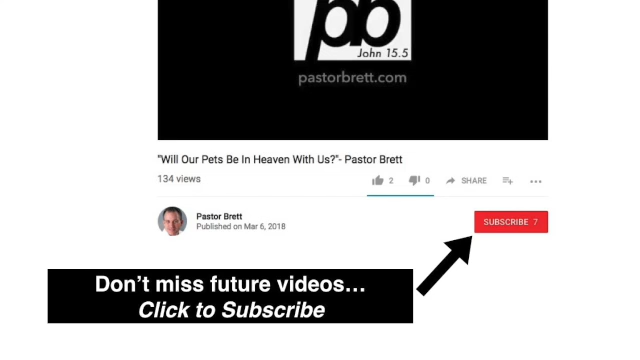 pb
John 15.5
pastorbrett.com
"Will Our Pets Be In Heaven With Us?"- Pastor Brett
134 views
2 0 SHARE
Pastor Brett
Published on Mar 6, 2018
SUBSCRIBE 7
Don't miss future videos...
Click to Subscribe